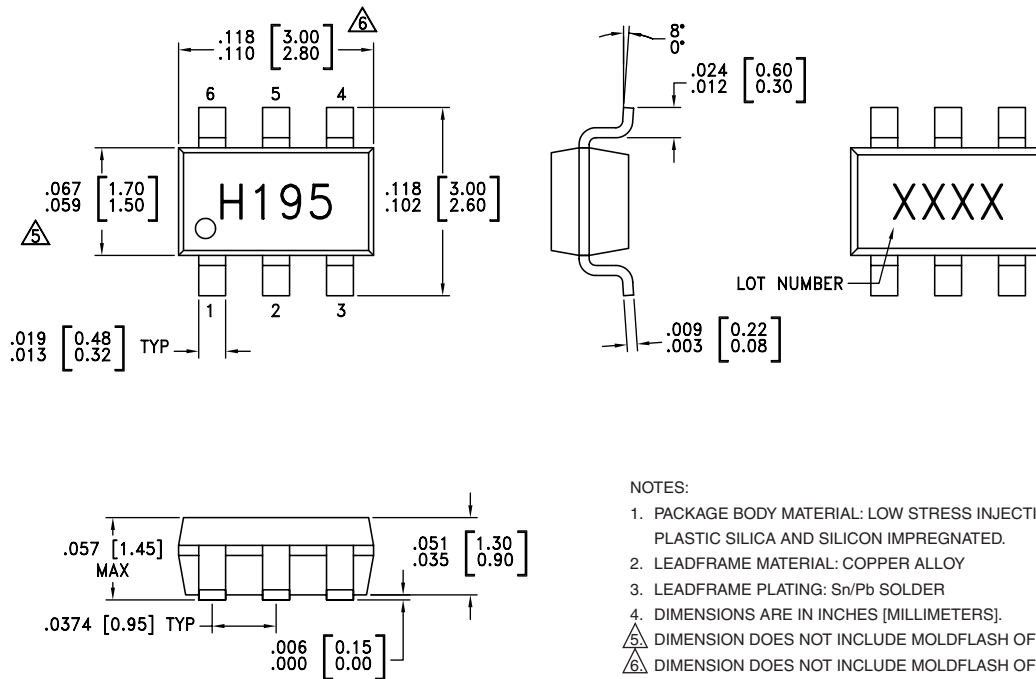 .118 [3.00]
.110 [2.80]
6
6 5 4
.067 [1.70]
.059 [1.50]
5
H195
.118 [3.00]
.102 [2.60]
1 2 3
.019 [0.48]
.013 [0.32] TYP
8°
0°
.024 [0.60]
.012 [0.30]
.009 [0.22]
.003 [0.08]
XXXX
LOT NUMBER
.057 [1.45]
MAX
.051 [1.30]
.035 [0.90]
.0374 [0.95] TYP
.006 [0.15]
.000 [0.00]
NOTES:
1. PACKAGE BODY MATERIAL: LOW STRESS INJECTI
PLASTIC SILICA AND SILICON IMPREGNATED.
2. LEADFRAME MATERIAL: COPPER ALLOY
3. LEADFRAME PLATING: Sn/Pb SOLDER
4. DIMENSIONS ARE IN INCHES [MILLIMETERS].
5. DIMENSION DOES NOT INCLUDE MOLDFLASH OF
6. DIMENSION DOES NOT INCLUDE MOLDFLASH OF